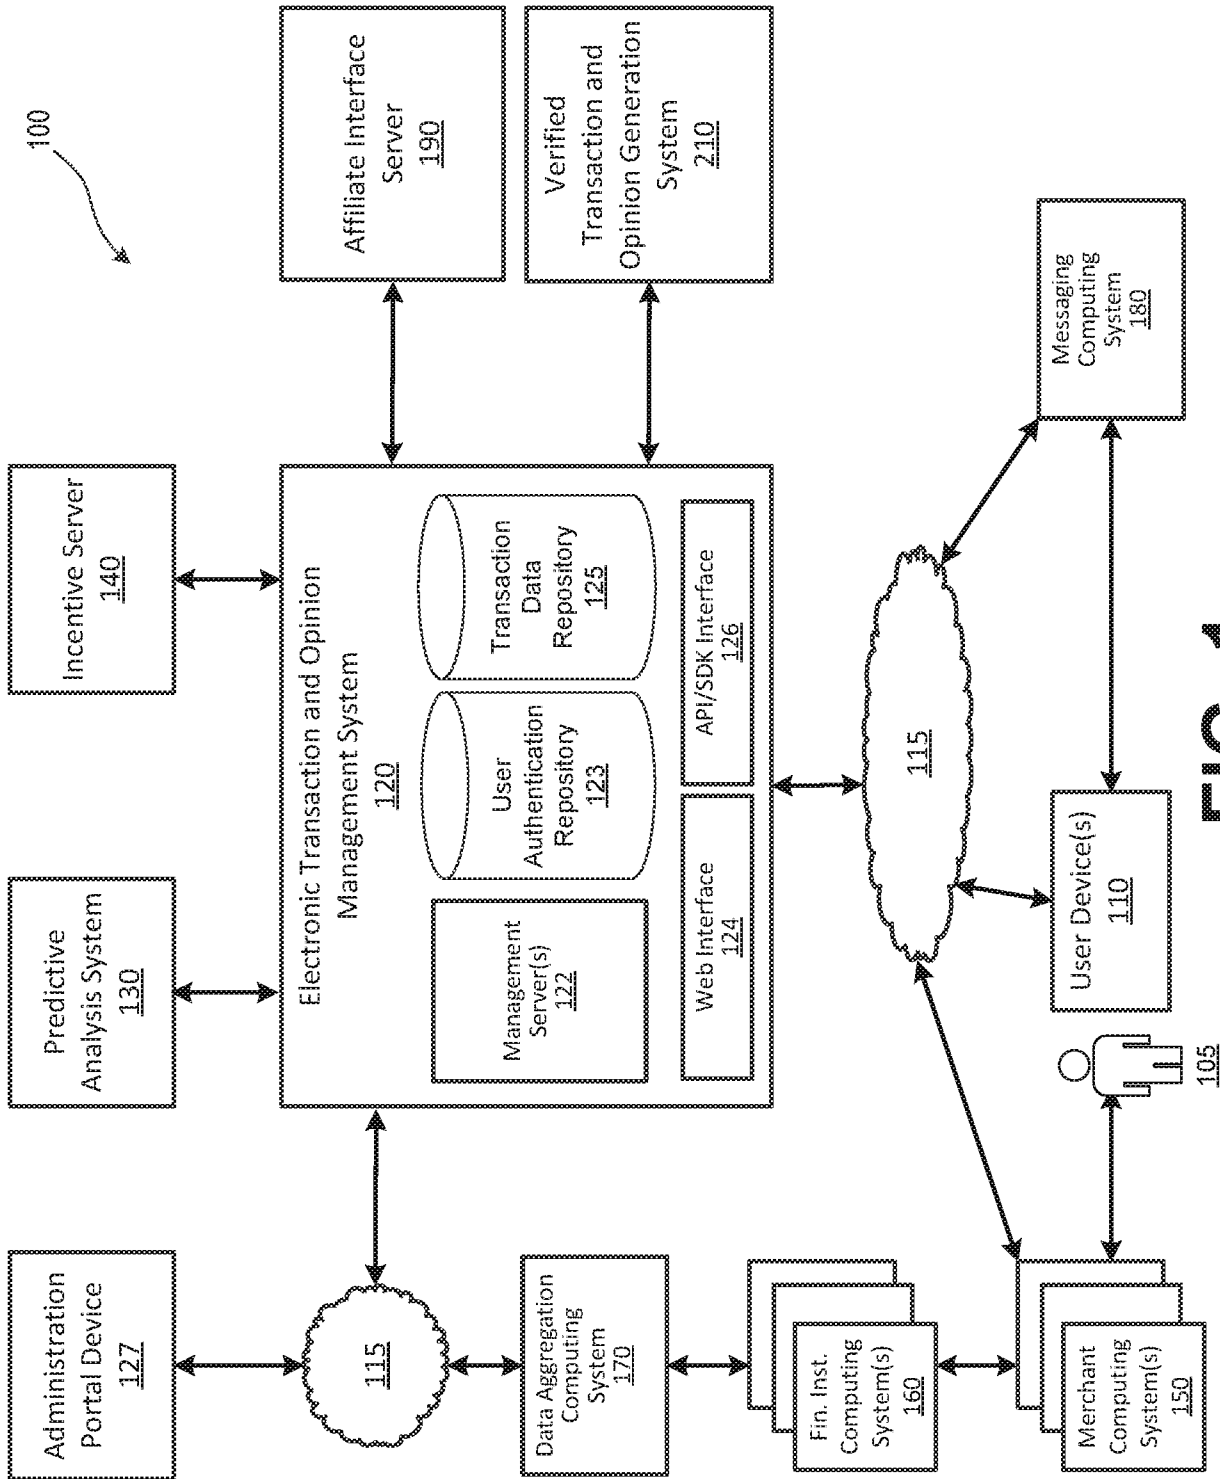 100
Administration
Portal Device
127
Predictive
Analysis System
130
Incentive Server
140
115
Electronic Transaction and Opinion
Management System
120
Management
Server(s)
122
User
Authentication
Repository
123
Transaction
Data
Repository
125
Web Interface
124
API/SDK Interface
126
Affiliate Interface
Server
190
Verified
Transaction and
Opinion Generation
System
210
Data Aggregation
Computing
System
170
Fin. Inst.
Computing
System(s)
160
Merchant
Computing
System(s)
150
115
105
User Device(s)
110
Messaging
Computing
System
180